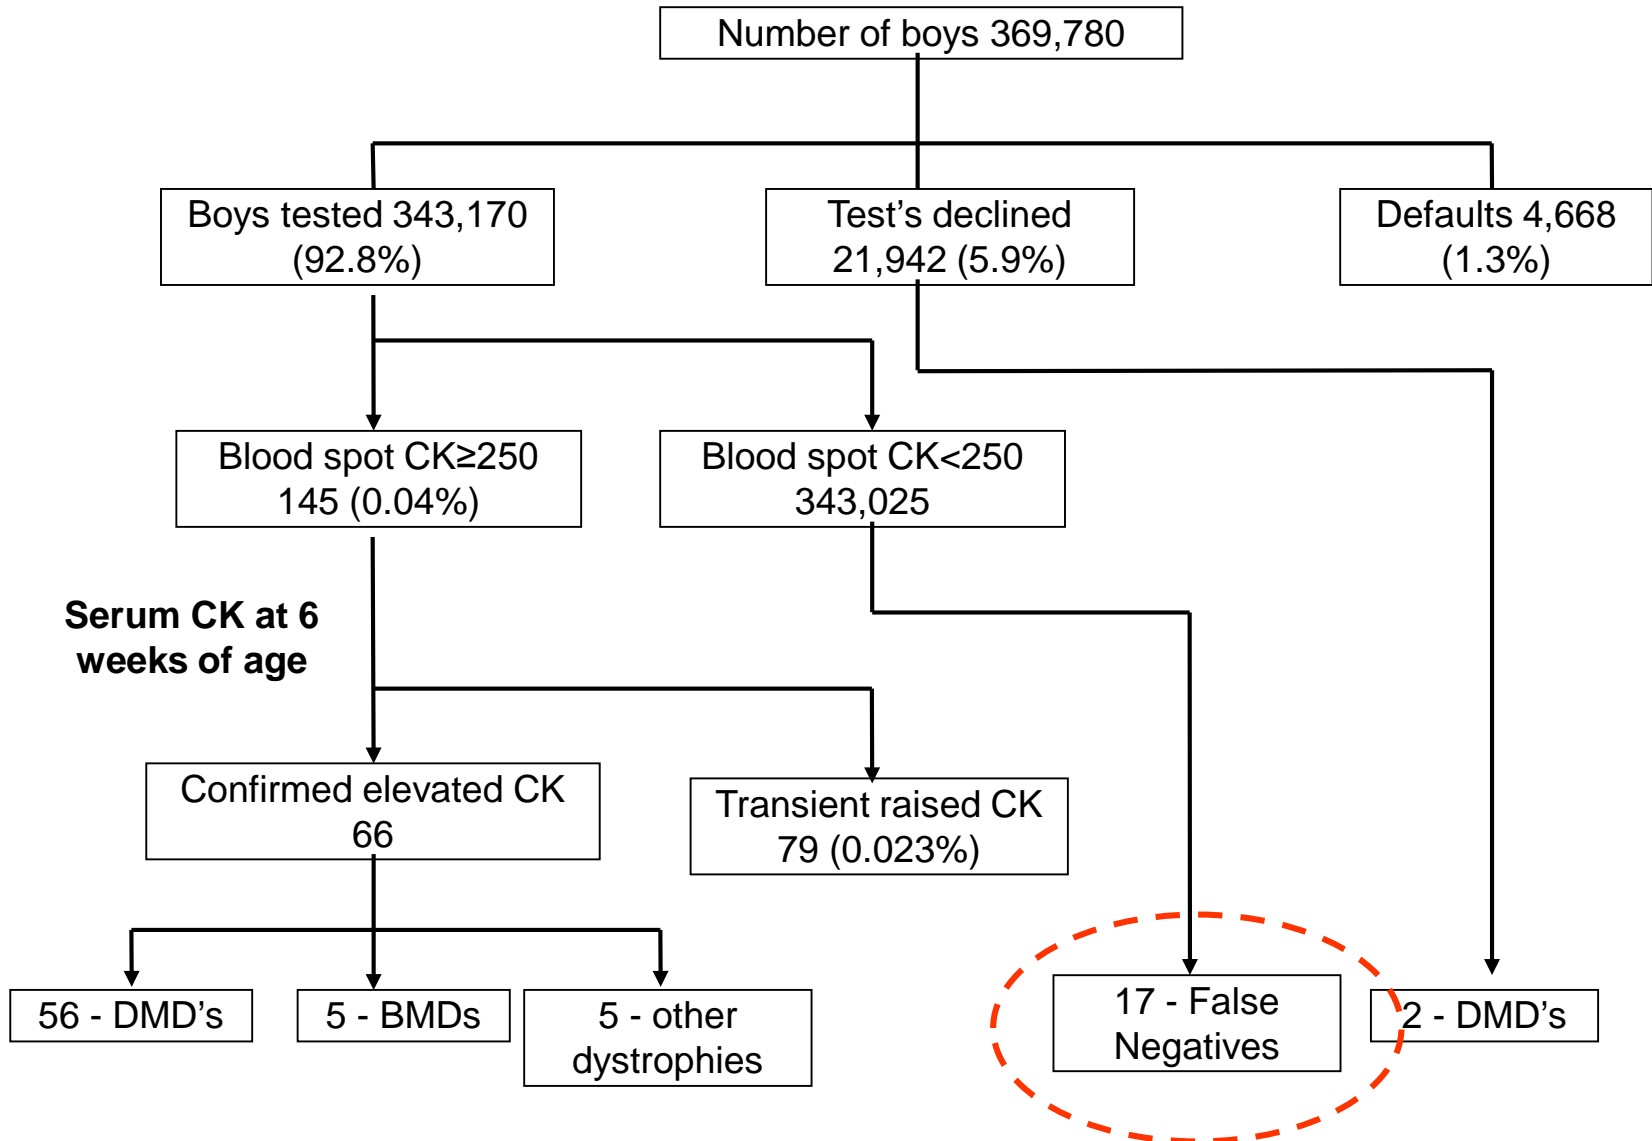 Number of boys 369,780
Boys tested 343,170
(92.8%)
Test's declined
21,942 (5.9%)
Defaults 4,668
(1.3%)
Blood spot CK≥250
145 (0.04%)
Blood spot CK<250
343,025
Serum CK at 6
weeks of age
Confirmed elevated CK
66
Transient raised CK
79 (0.023%)
56 - DMD's
5 - BMDs
5 - other
dystrophies
17 - False
Negatives
2 - DMD's